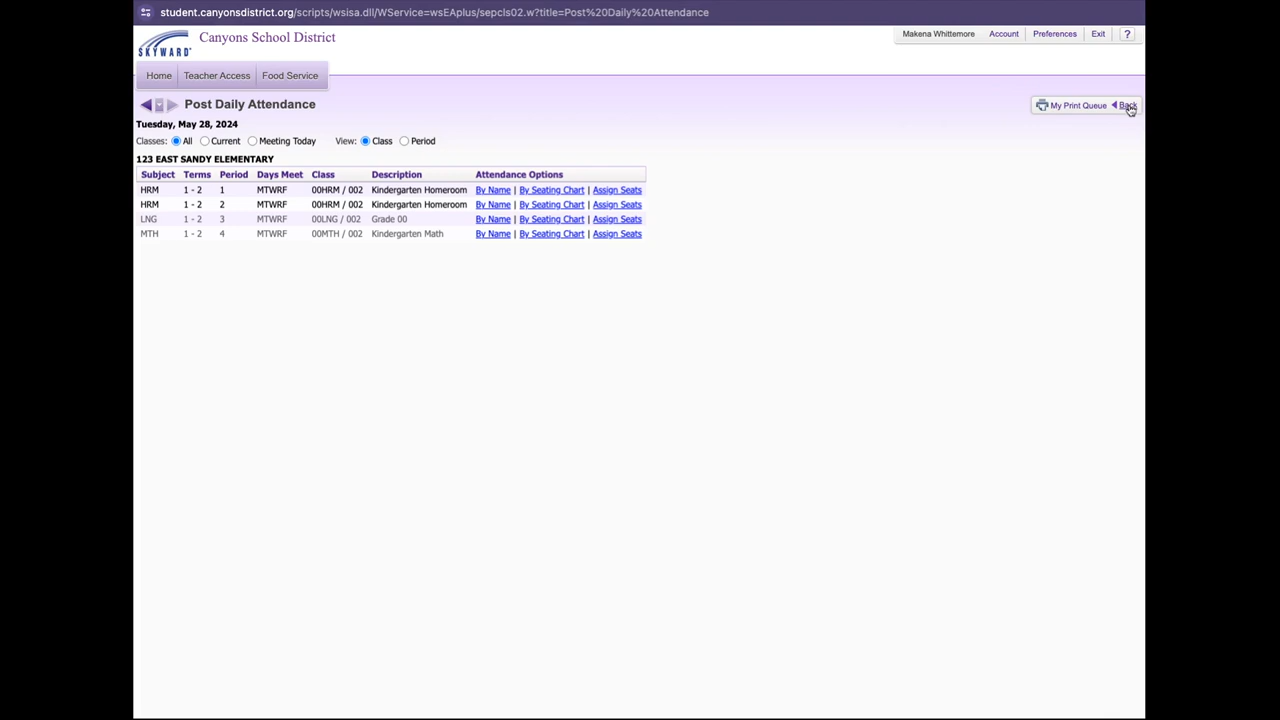 student.canyonsdistrict.org/scripts/wsisa.dll/WService=wsEAplus/sepcls02.w?title=Post%20Daily%20Attendance
SKYWARD
Canyons School District
Makena Whittemore Account Preferences Exit ?
Home Teacher Access Food Service
Post Daily Attendance
My Print Queue Back
Tuesday, May 28, 2024
Classes: All Current Meeting Today View: Class Period
123 EAST SANDY ELEMENTARY
Subject Terms Period Days Meet Class Description Attendance Options
HRM 1 - 2 1 MTWRF 00HRM / 002 Kindergarten Homeroom By Name | By Seating Chart | Assign Seats
HRM 1 - 2 2 MTWRF 00HRM / 002 Kindergarten Homeroom By Name | By Seating Chart | Assign Seats
LNG 1 - 2 3 MTWRF 00LNG / 002 Grade 00 By Name | By Seating Chart | Assign Seats
MTH 1 - 2 4 MTWRF 00MTH / 002 Kindergarten Math By Name | By Seating Chart | Assign Seats